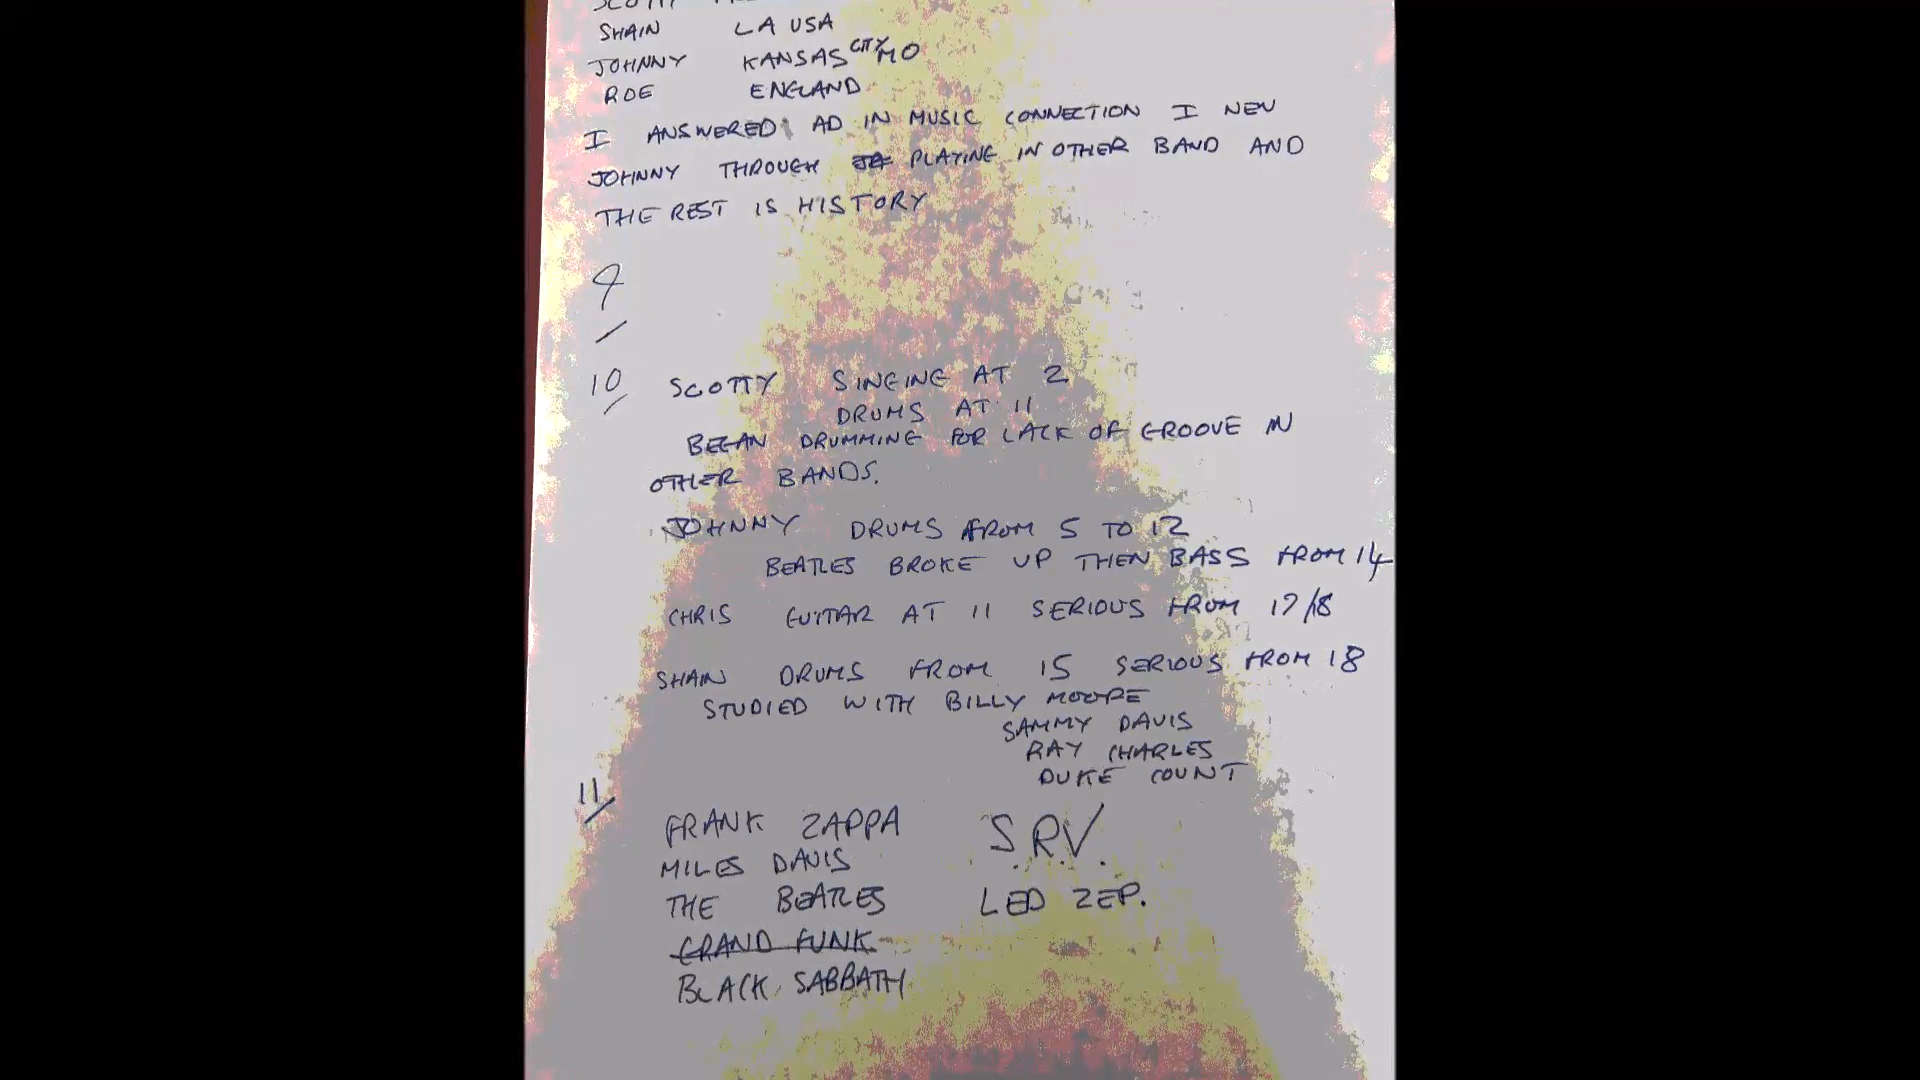 SCOTTY
SHAIN LA USA
JOHNNY KANSAS CITY MO
ROE ENGLAND
I ANSWERED AD IN MUSIC CONNECTION I NEW
JOHNNY THROUGH PLAYING IN OTHER BAND AND
THE REST IS HISTORY
9/
10/ SCOTTY SINGING AT 2
DRUMS AT 11
BEGAN DRUMMING FOR LACK OF GROOVE IN
OTHER BANDS.
JOHNNY DRUMS FROM 5 TO 12
BEATLES BROKE UP THEN BASS FROM 14
CHRIS GUITAR AT 11 SERIOUS FROM 17/18
SHAIN DRUMS FROM 15 SERIOUS FROM 18
STUDIED WITH BILLY MOORE
SAMMY DAVIS
RAY CHARLES
DUKE COUNT
11/
FRANK ZAPPA S.R.V.
MILES DAVIS
THE BEATLES LED ZEP.
GRAND FUNK
BLACK SABBATH